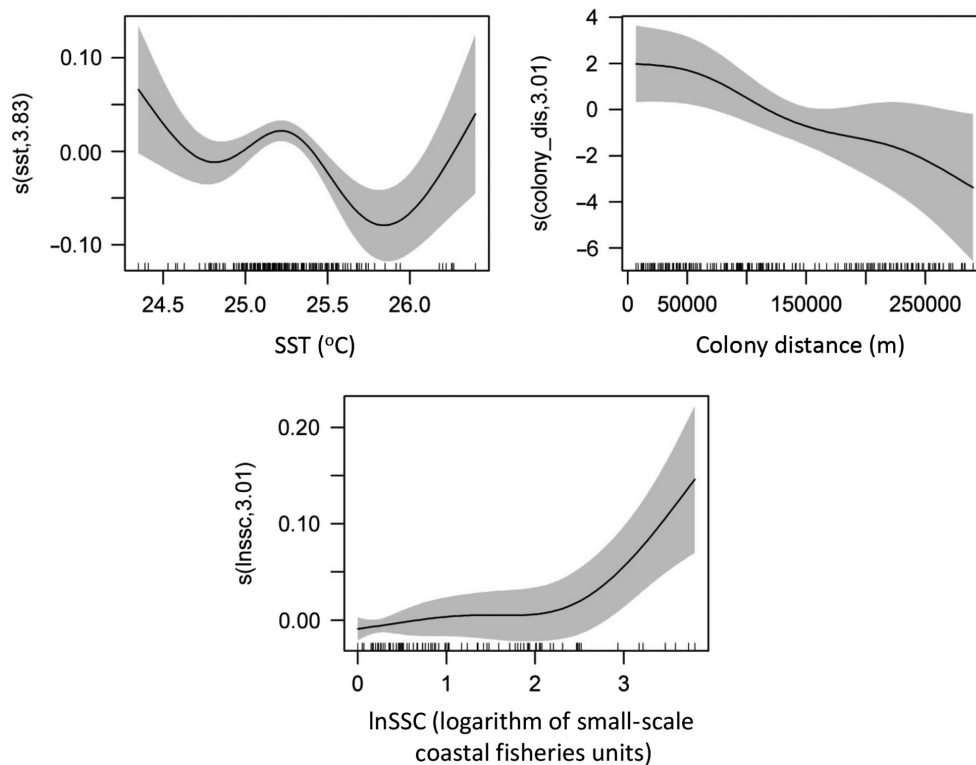 s(sst,3.83)
0.10
0.00
−0.10
24.5 25.0 25.5 26.0
SST (ºC)
s(colony_dis,3.01)
4
2
0
−2
−4
−6
0 50000 150000 250000
Colony distance (m)
s(lnssc,3.01)
0.20
0.10
0.00
0 1 2 3
lnSSC (logarithm of small-scale
coastal fisheries units)